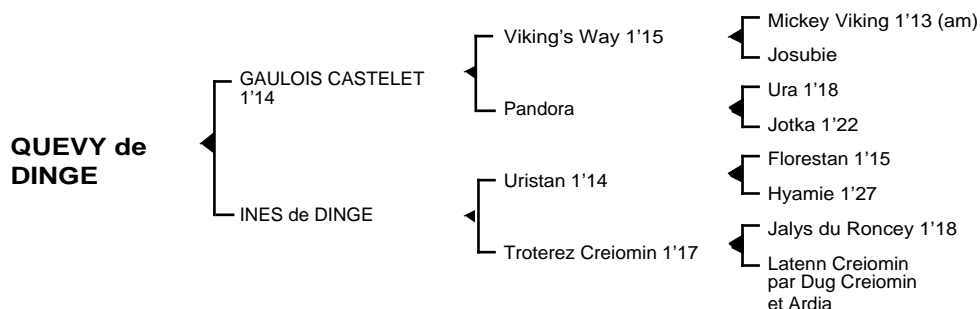 QUEVY de
DINGE
GAULOIS CASTELET
1’14
INES de DINGE
Viking’s Way 1’15
Pandora
Uristan 1’14
Troterez Creiomin 1’17
Mickey Viking 1’13 (am)
Josubie
Ura 1’18
Jotka 1’22
Florestan 1’15
Hyamie 1’27
Jalys du Roncey 1’18
Latenn Creiomin
par Dug Creiomin
et Ardia